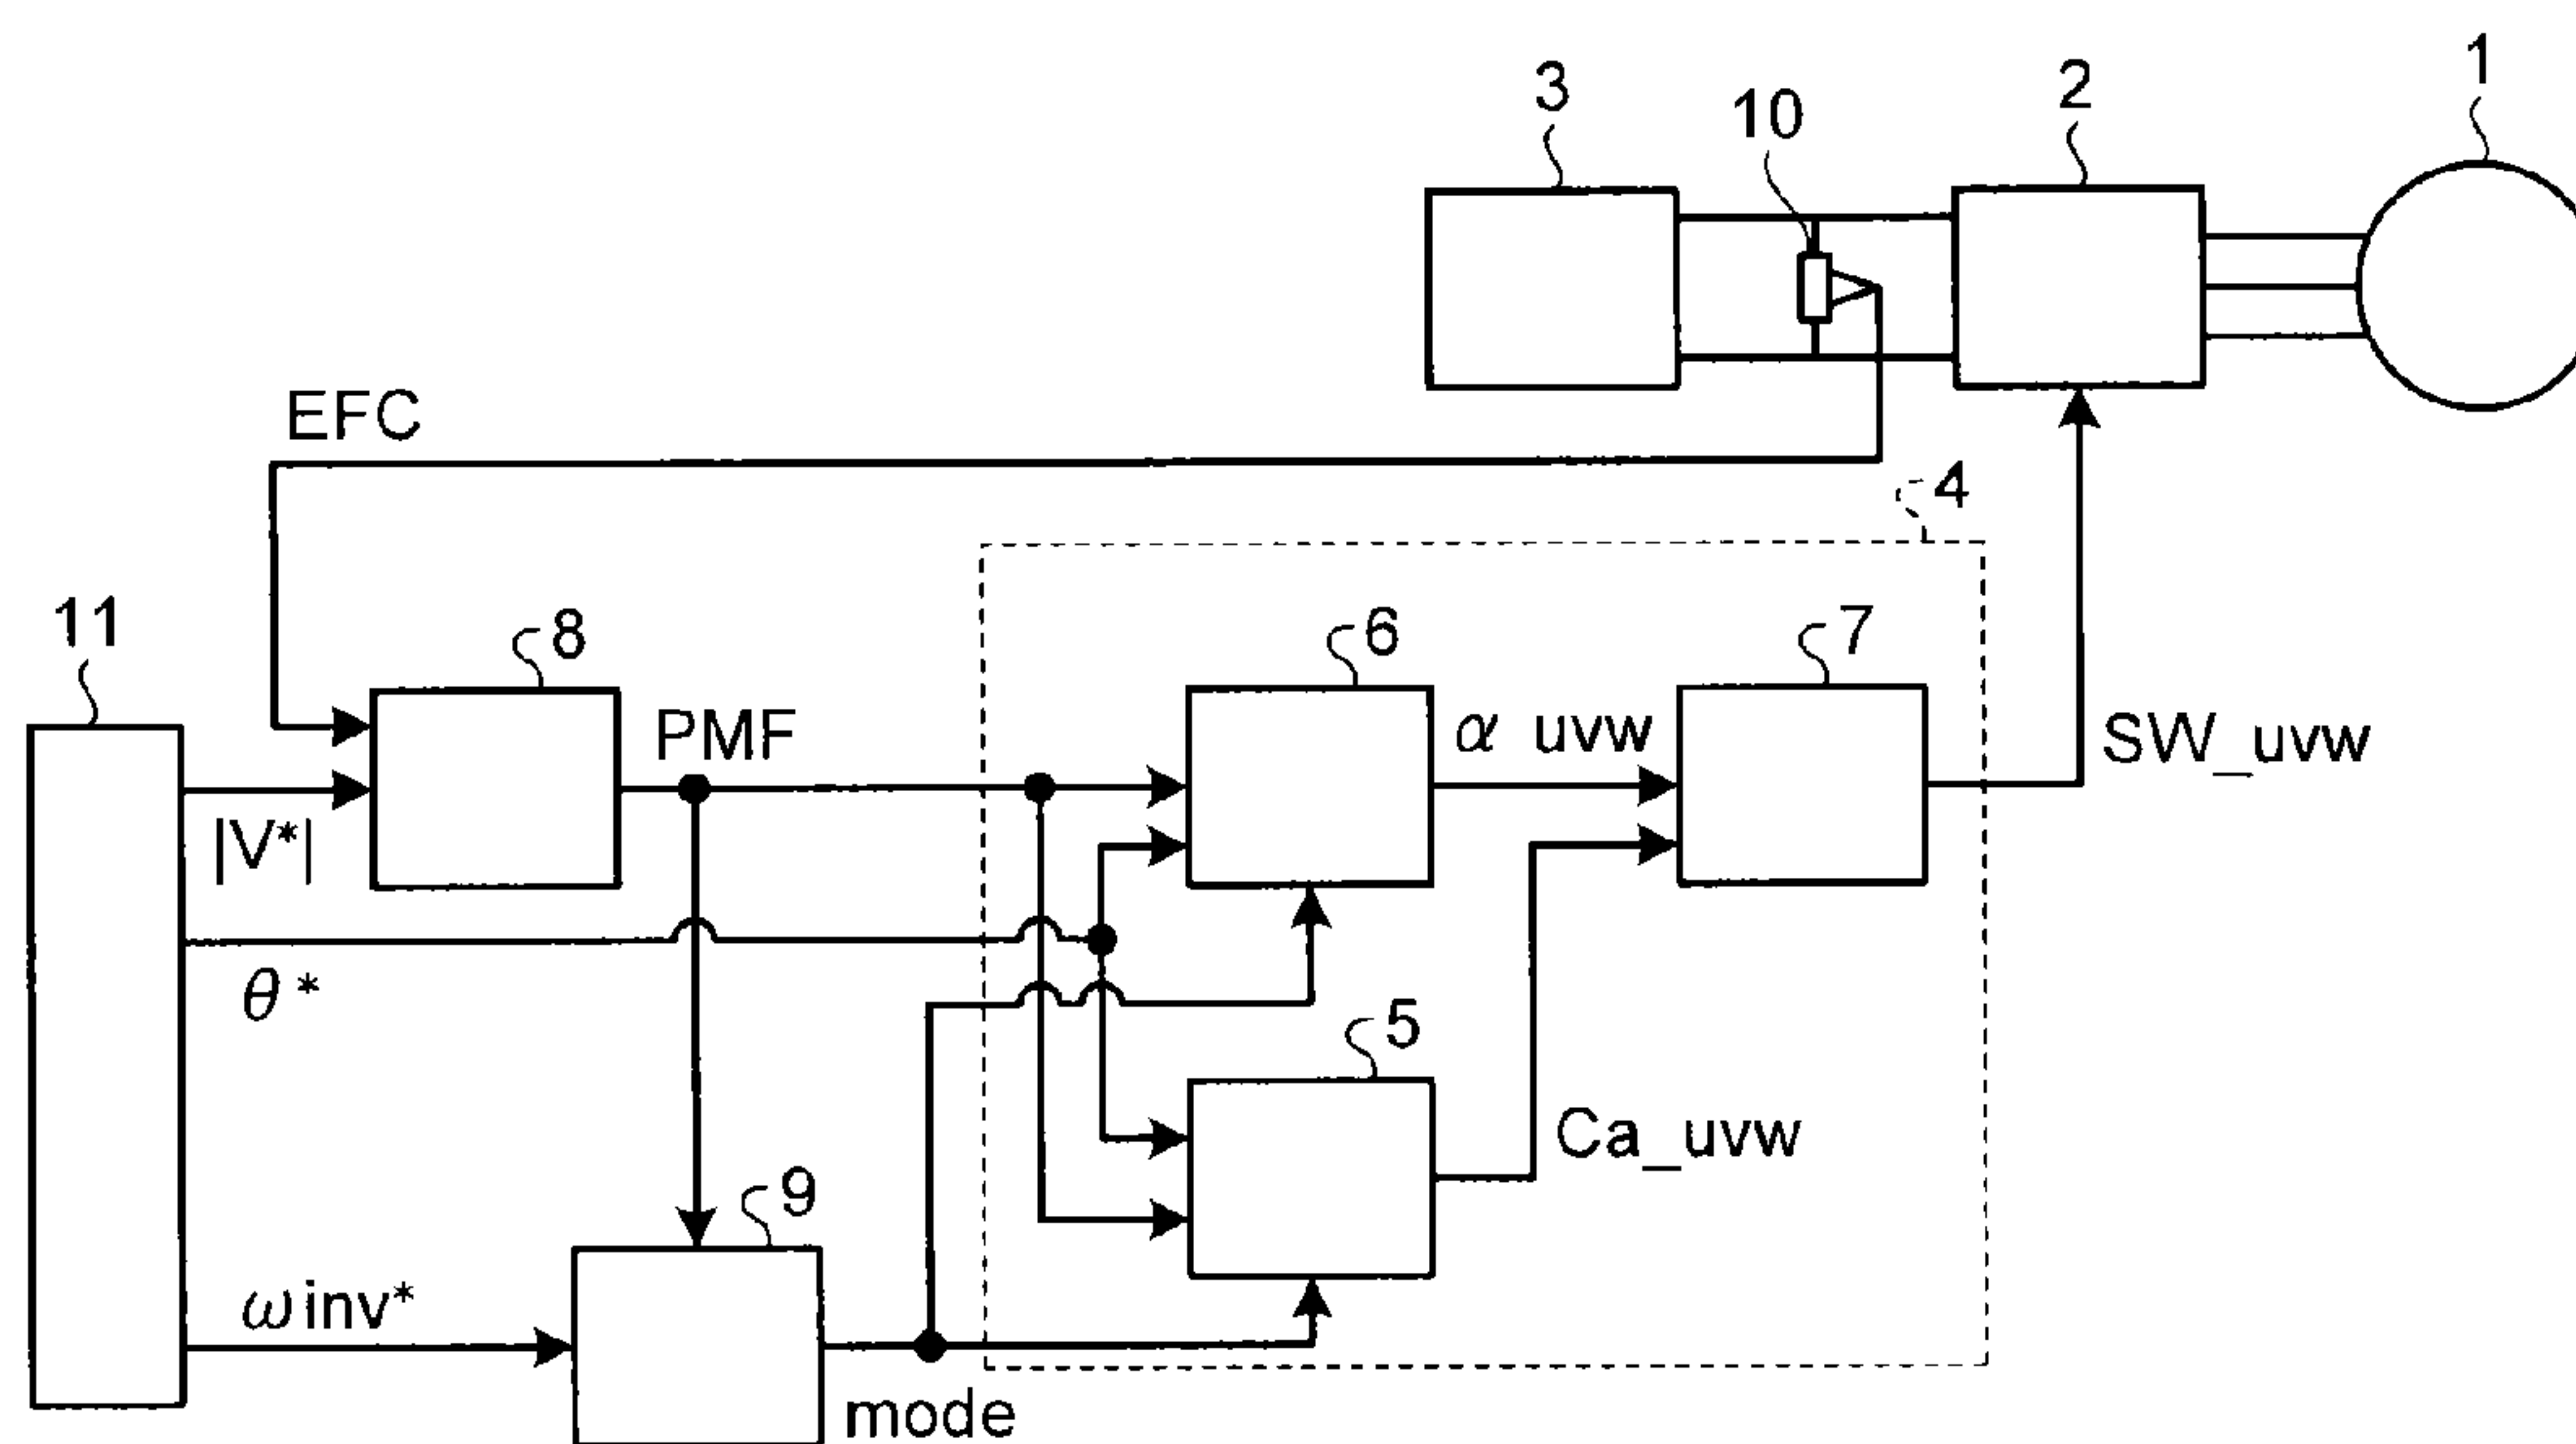 1
2
3
10
EFC
4
11
8
6
7
PMF
α uvw
SW_uvw
|V*|
θ*
5
Ca_uvw
9
ωinv*
mode